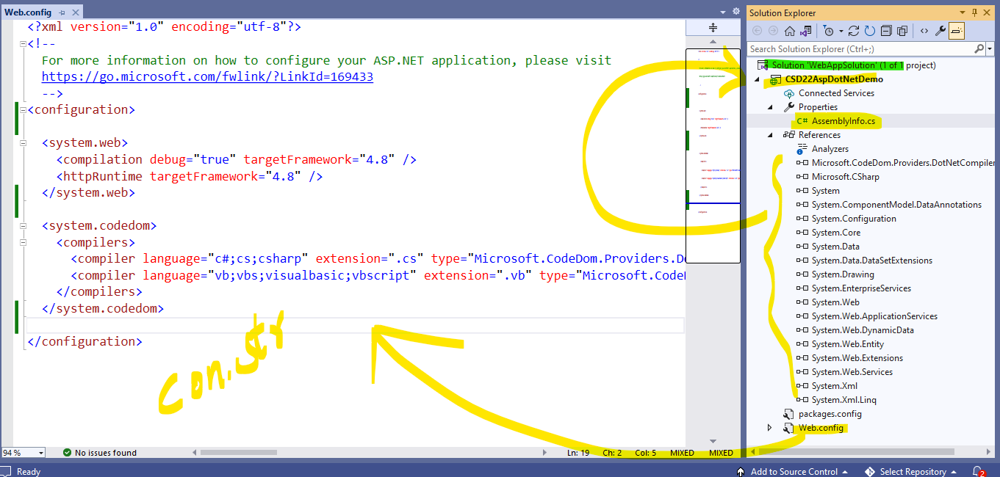 Web.config
<?xml version="1.0" encoding="utf-8"?>
<!--
For more information on how to configure your ASP.NET application, please visit
https://go.microsoft.com/fwlink/?LinkId=169433
-->
<configuration>
<system.web>
<compilation debug="true" targetFramework="4.8" />
<httpRuntime targetFramework="4.8" />
</system.web>
<system.codedom>
<compilers>
<compiler language="c#;cs;csharp" extension=".cs" type="Microsoft.CodeDom.Providers.Do
<compiler language="vb;vbs;visualbasic;vbscript" extension=".vb" type="Microsoft.CodeD
</compilers>
</system.codedom>
</configuration>
con.str
94 %
No issues found
Ln: 19 Ch: 2 Col: 5 MIXED MIXED
Solution Explorer
Search Solution Explorer (Ctrl+;)
Solution 'WebAppSolution' (1 of 1 project)
CSD22AspDotNetDemo
Connected Services
Properties
C# AssemblyInfo.cs
References
Analyzers
Microsoft.CodeDom.Providers.DotNetCompiler
Microsoft.CSharp
System
System.ComponentModel.DataAnnotations
System.Configuration
System.Core
System.Data
System.Data.DataSetExtensions
System.Drawing
System.EnterpriseServices
System.Web
System.Web.ApplicationServices
System.Web.DynamicData
System.Web.Entity
System.Web.Extensions
System.Web.Services
System.Xml
System.Xml.Linq
packages.config
Web.config
Ready
Add to Source Control
Select Repository
2